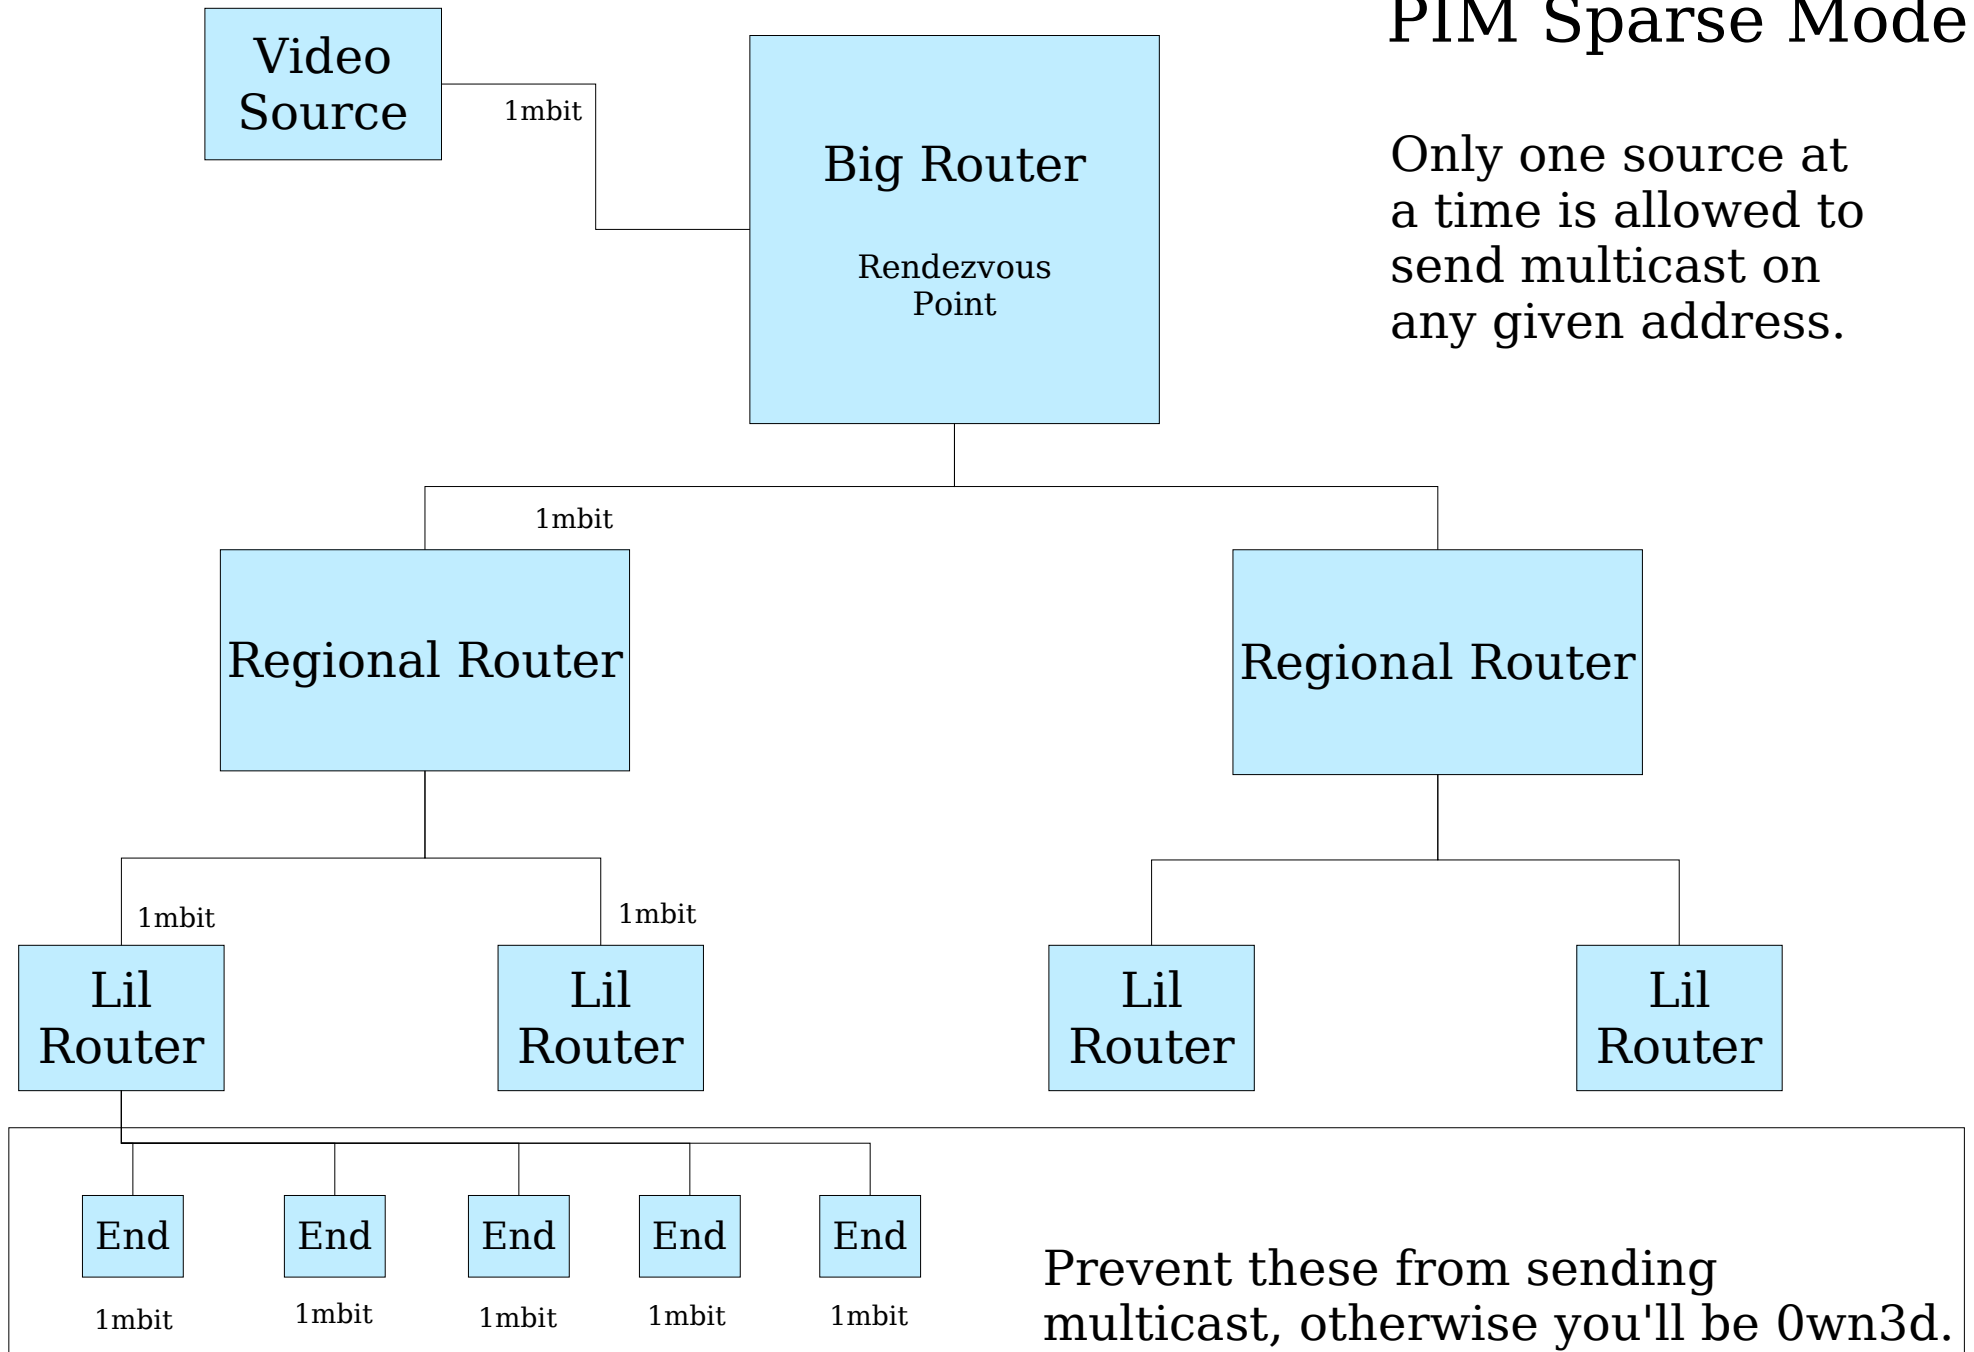 PIM Sparse Mode
Video
Source
1mbit
Big Router
Rendezvous
Point
Only one source at
a time is allowed to
send multicast on
any given address.
1mbit
Regional Router
Regional Router
1mbit
1mbit
Lil
Router
Lil
Router
Lil
Router
Lil
Router
End
End
End
End
End
1mbit
1mbit
1mbit
1mbit
1mbit
Prevent these from sending
multicast, otherwise you'll be 0wn3d.